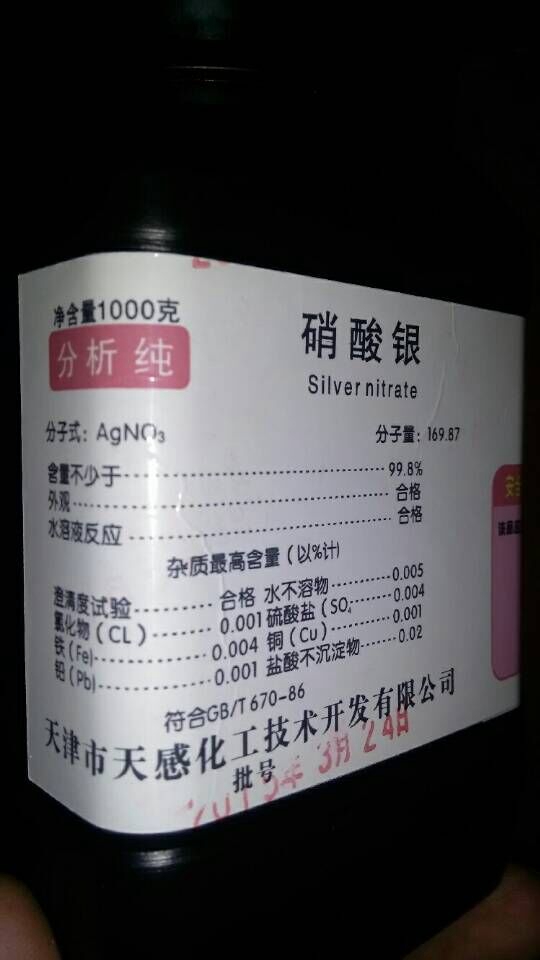 净含量1000克
分析纯
硝酸银
Silver nitrate
分子式: AgNO₃
分子量: 169.87
含量不少于 99.8%
外观 合格
水溶液反应 合格
杂质最高含量 (以%计)
澄清度试验 合格
氯化物 (CL) 0.001
铁 (Fe) 0.004
铅 (Pb) 0.001
水不溶物 0.005
硫酸盐 (SO₄ 0.004
铜 (Cu) 0.001
盐酸不沉淀物 0.02
符合GB/T 670-86
天津市天感化工技术开发有限公司
批号
年3月24日
安
该品